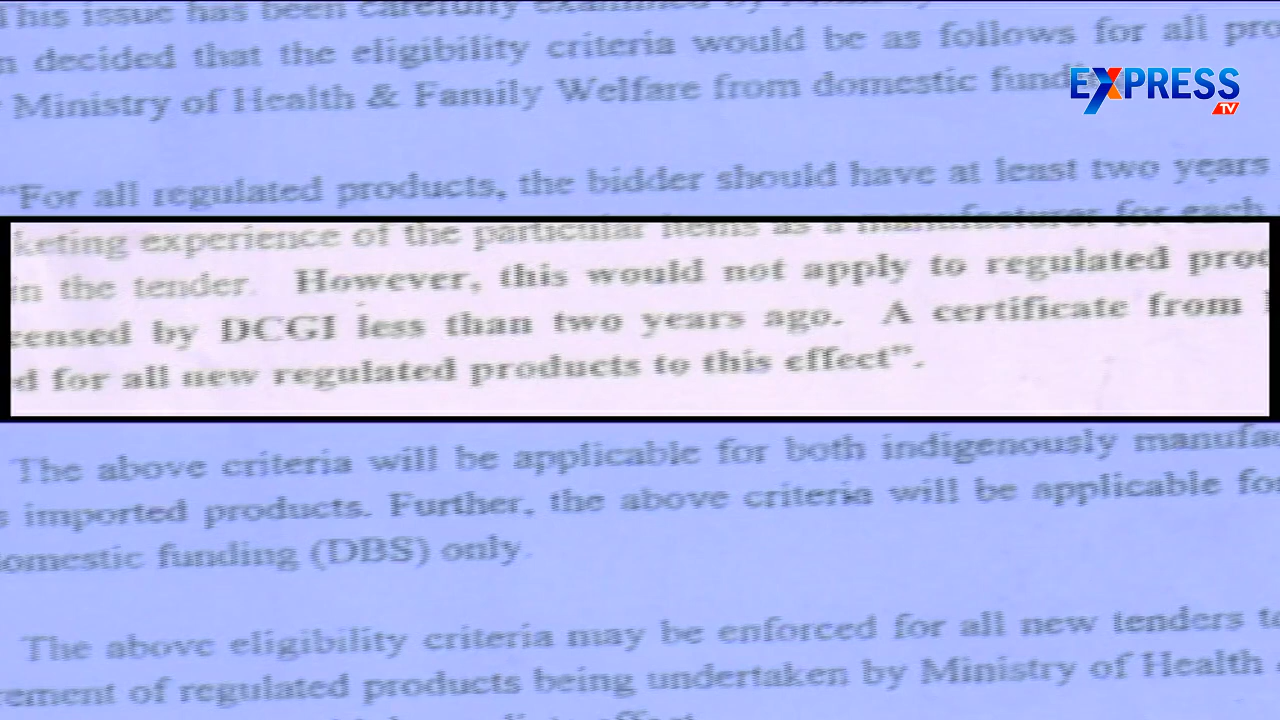 This issue has been carefully examined by
decided that the eligibility criteria would be as follows for all
Ministry of Health & Family Welfare from domestic
EXPRESS
TV
"For all regulated products, the bidder should have at least two years
keting experience of the particular items as a manufacturer for each
in the tender. However, this would not apply to regulated prod
censed by DCGI less than two years ago. A certificate from
d for all new regulated products to this effect".
The above criteria will be applicable for both indigenously manufac
s imported products. Further, the above criteria will be applicable for
domestic funding (DBS) only.
The above eligibility criteria may be enforced for all new tenders
rement of regulated products being undertaken by Ministry of Health